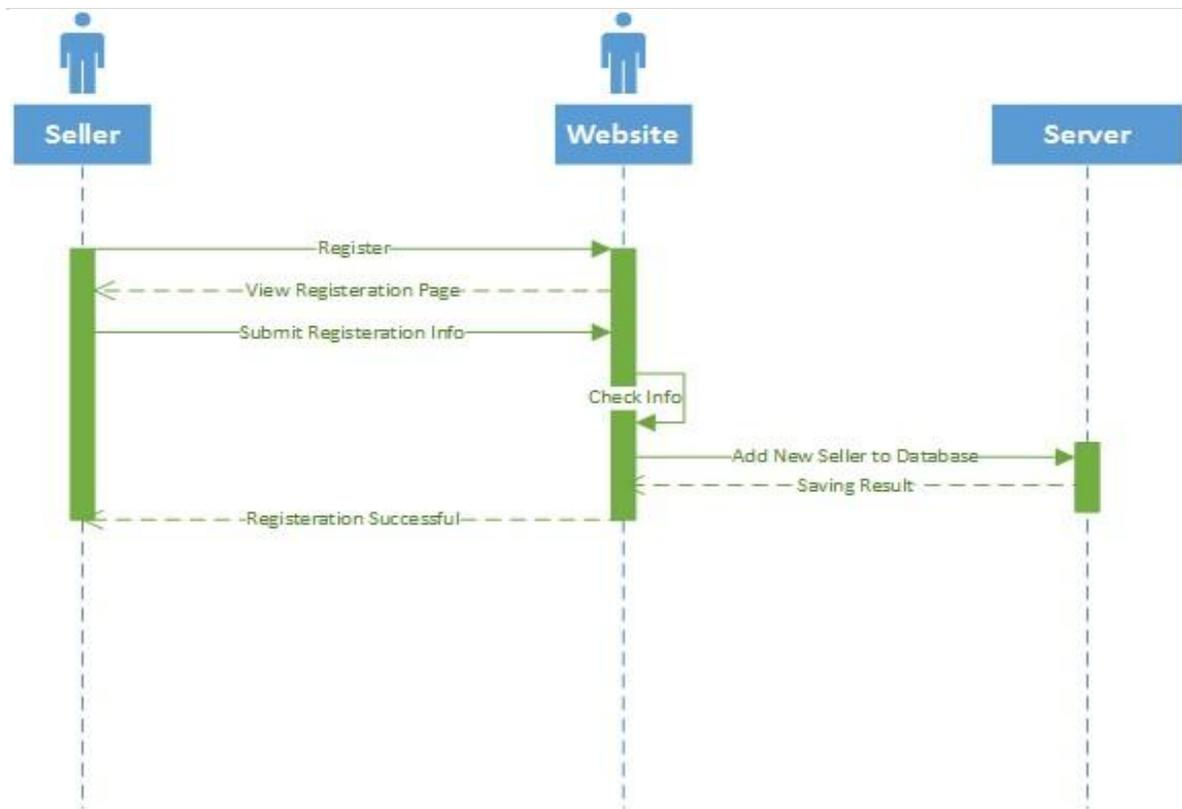 Seller
Website
Server
Register
View Registeration Page
Submit Registeration Info
Check Info
Add New Seller to Database
Saving Result
Registeration Successful